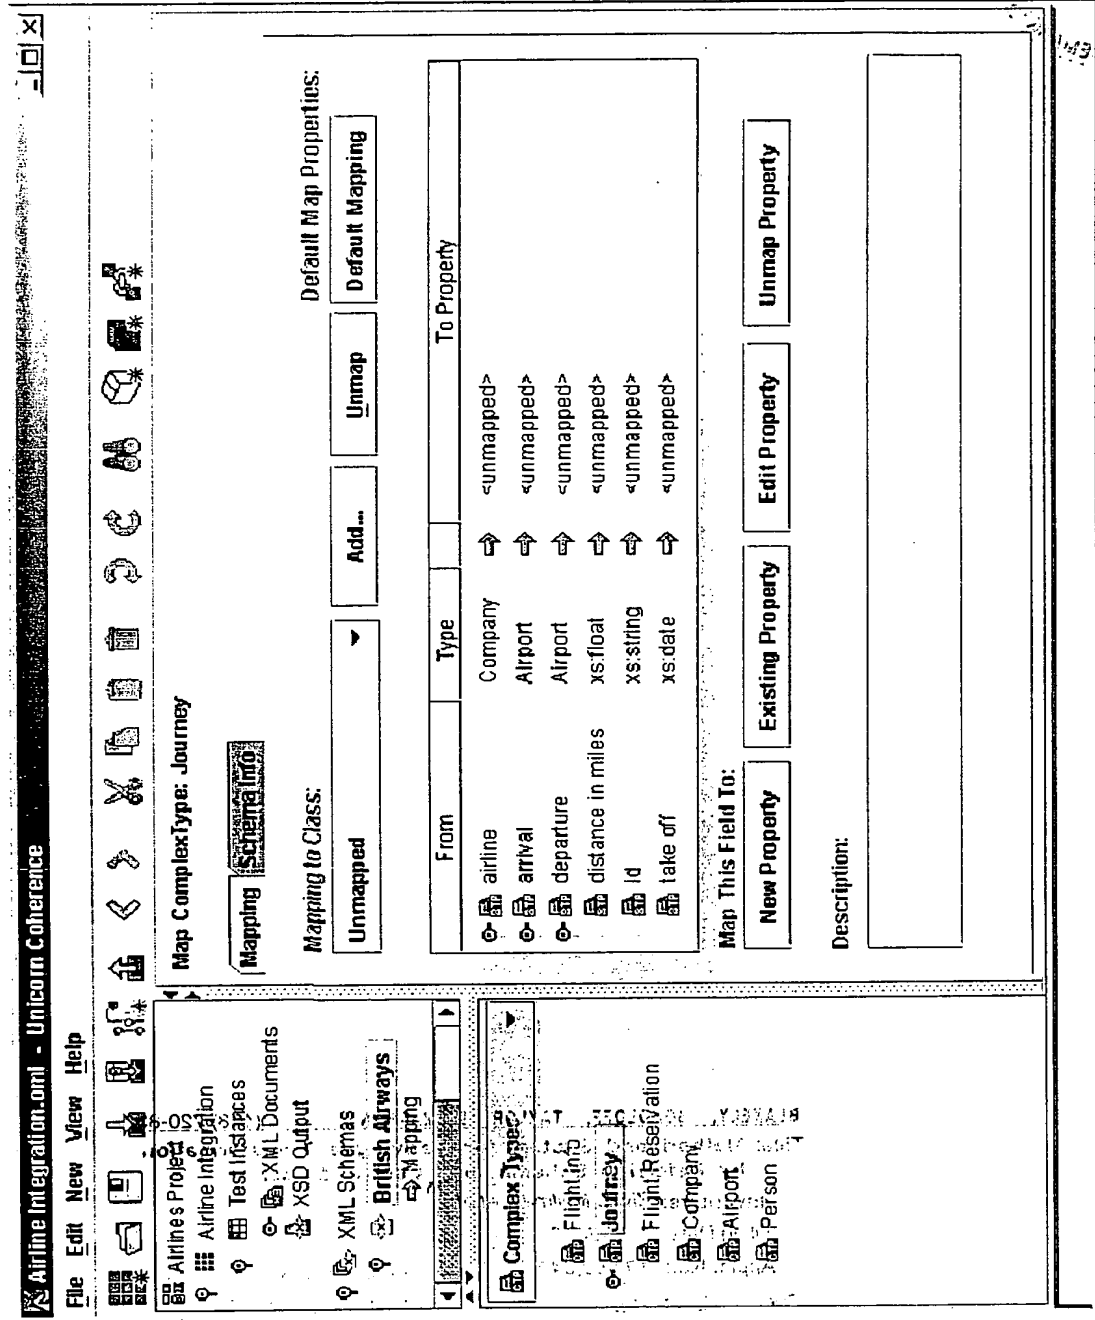 Airline Integration.oml - Unicorn Coherence
File Edit New View Help
Airlines Project
Airline Integration
Test Instances
XML Documents
XSD Output
XML Schemas
British Airways
Mapping
Complex Types
Flight Info
Journey
Flight Reservation
Company
Airport
Person
Map ComplexType: Journey
Mapping Schema Info
Mapping to Class:
Default Map Properties:
Unmapped Add... Unmap Default Mapping
From Type To Property
airline Company <unmapped>
arrival Airport <unmapped>
departure Airport <unmapped>
distance in miles xs:float <unmapped>
id xs:string <unmapped>
take off xs:date <unmapped>
Map This Field To:
New Property Existing Property Edit Property Unmap Property
Description: